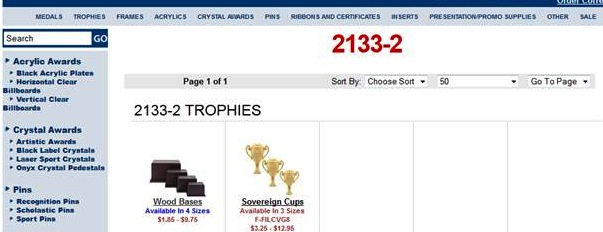 Order Corre
MEDALS TROPHIES FRAMES ACRYLICS CRYSTAL AWARDS PINS RIBBONS AND CERTIFICATES INSERTS PRESENTATION/PROMO SUPPLIES OTHER SALE
Search GO
2133-2
Acrylic Awards
Black Acrylic Plates
Horizontal Clear
Billboards
Vertical Clear
Billboards
Page 1 of 1 Sort By: Choose Sort 50 Go To Page
2133-2 TROPHIES
Crystal Awards
Artistic Awards
Black Label Crystals
Laser Sport Crystals
Onyx Crystal Pedestals
Pins
Recognition Pins
Scholastic Pins
Sport Pins
Wood Bases
Available In 4 Sizes
$1.85 - $9.75
Sovereign Cups
Available In 3 Sizes
F-FILCVG8
$3.25 - $12.95